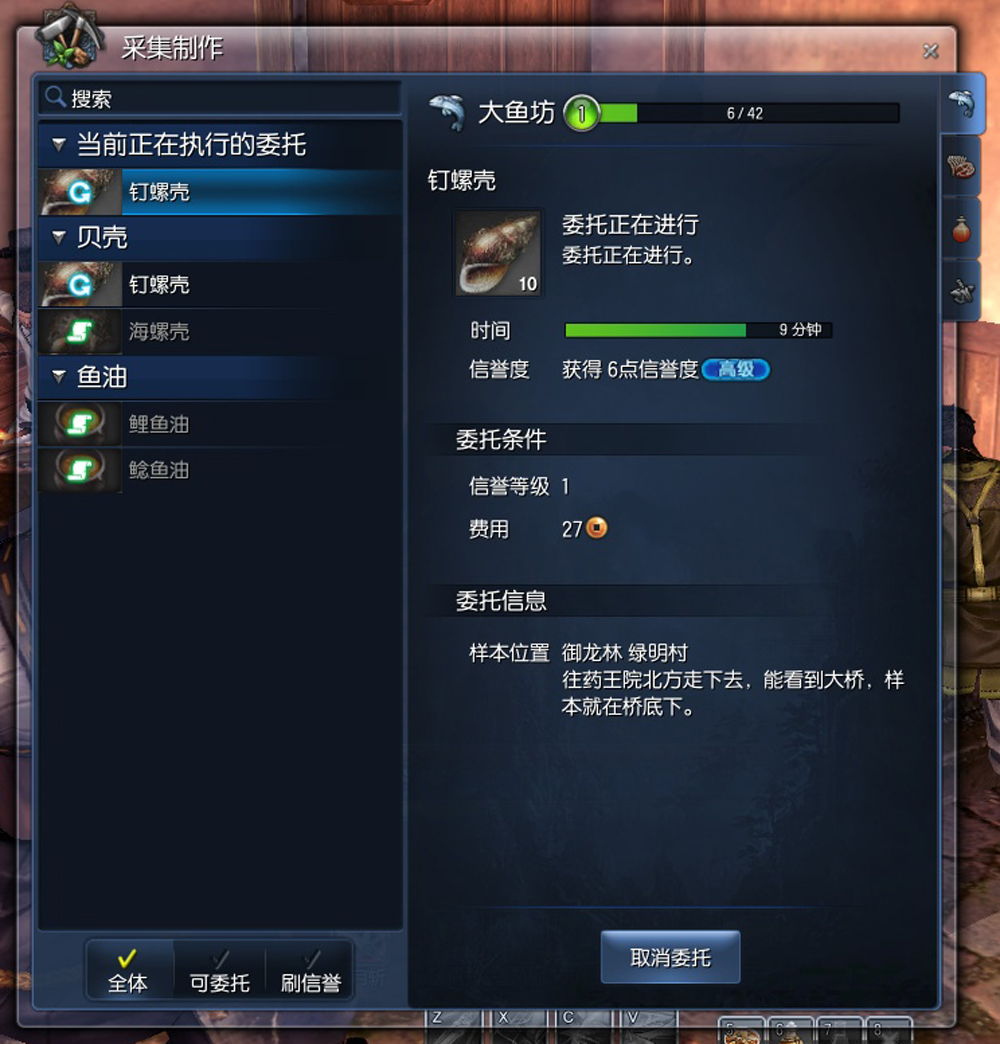 采集制作
搜索
当前正在执行的委托
钉螺壳
贝壳
钉螺壳
海螺壳
鱼油
鲤鱼油
鲶鱼油
全体
可委托
刷信誉
大鱼坊 1 6/42
钉螺壳
10
委托正在进行
委托正在进行。
时间 9 分钟
信誉度 获得 6点信誉度 高级
委托条件
信誉等级 1
费用 27
委托信息
样本位置 御龙林 绿明村
往药王院北方走下去，能看到大桥，样
本就在桥底下。
取消委托
Z X C V
5 6 7 8